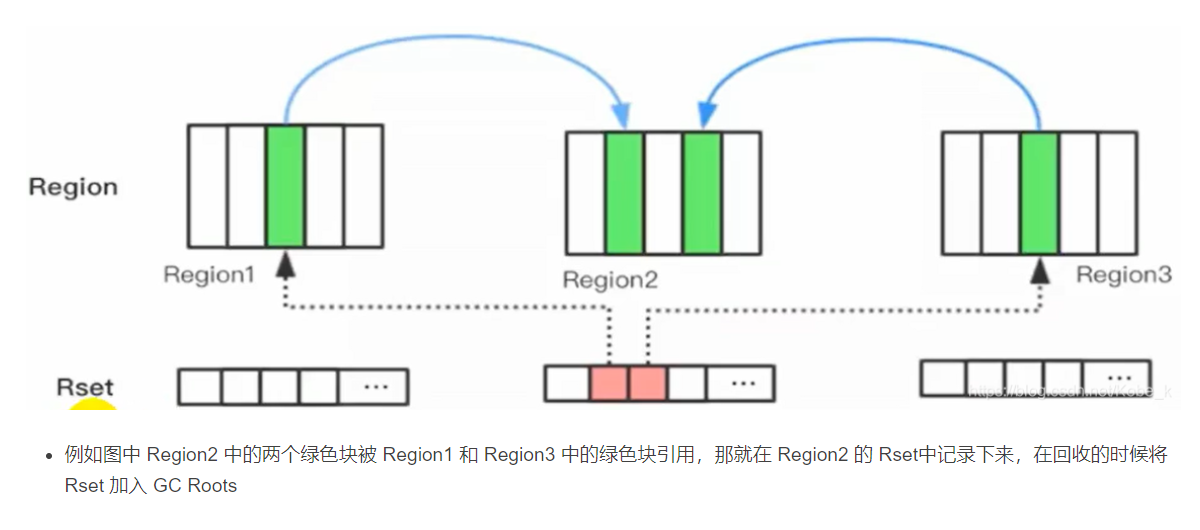 Region
Region1
Region2
Region3
Rset
...
...
...
https://blog.csdn.net/Koba_k
例如图中 Region2 中的两个绿色块被 Region1 和 Region3 中的绿色块引用，那就在 Region2 的 Rset中记录下来，在回收的时候将
Rset 加入 GC Roots